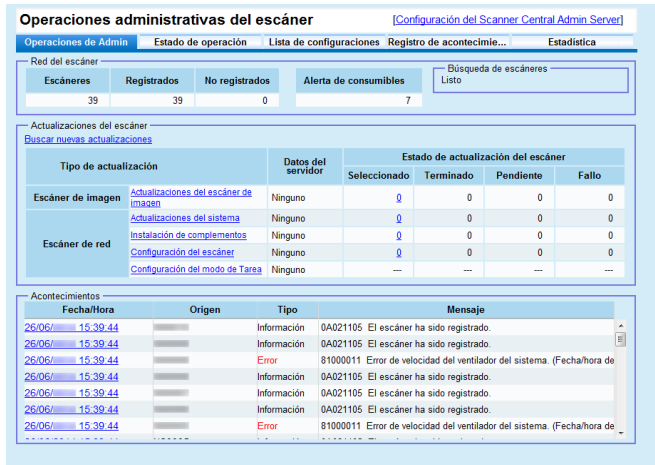 Operaciones administrativas del escáner [Configuración del Scanner Central Admin Server]
Operaciones de Admin Estado de operación Lista de configuraciones Registro de acontecimie... Estadística
Red del escáner
Escáneres Registrados No registrados Alerta de consumibles
39 39 0 7
Búsqueda de escáneres
Listo
Actualizaciones del escáner
Buscar nuevas actualizaciones
Tipo de actualización Datos del servidor Estado de actualización del escáner
Seleccionado Terminado Pendiente Fallo
Escáner de imagen Actualizaciones del escáner de imagen Ninguno 0 0 0 0
Escáner de red Actualizaciones del sistema Ninguno 0 0 0 0
Instalación de complementos Ninguno 0 0 0 0
Configuración del escáner Ninguno 0 0 0 0
Configuración del modo de Tarea Ninguno --- --- --- ---
Acontecimientos
Fecha/Hora Origen Tipo Mensaje
26/06/ 15:39:44 Información 0A021105 El escáner ha sido registrado.
26/06/ 15:39:44 Información 0A021105 El escáner ha sido registrado.
26/06/ 15:39:44 Error 81000011 Error de velocidad del ventilador del sistema. (Fecha/hora de
26/06/ 15:39:44 Información 0A021105 El escáner ha sido registrado.
26/06/ 15:39:44 Información 0A021105 El escáner ha sido registrado.
26/06/ 15:39:44 Información 0A021105 El escáner ha sido registrado.
26/06/ 15:39:44 Error 81000011 Error de velocidad del ventilador del sistema. (Fecha/hora de